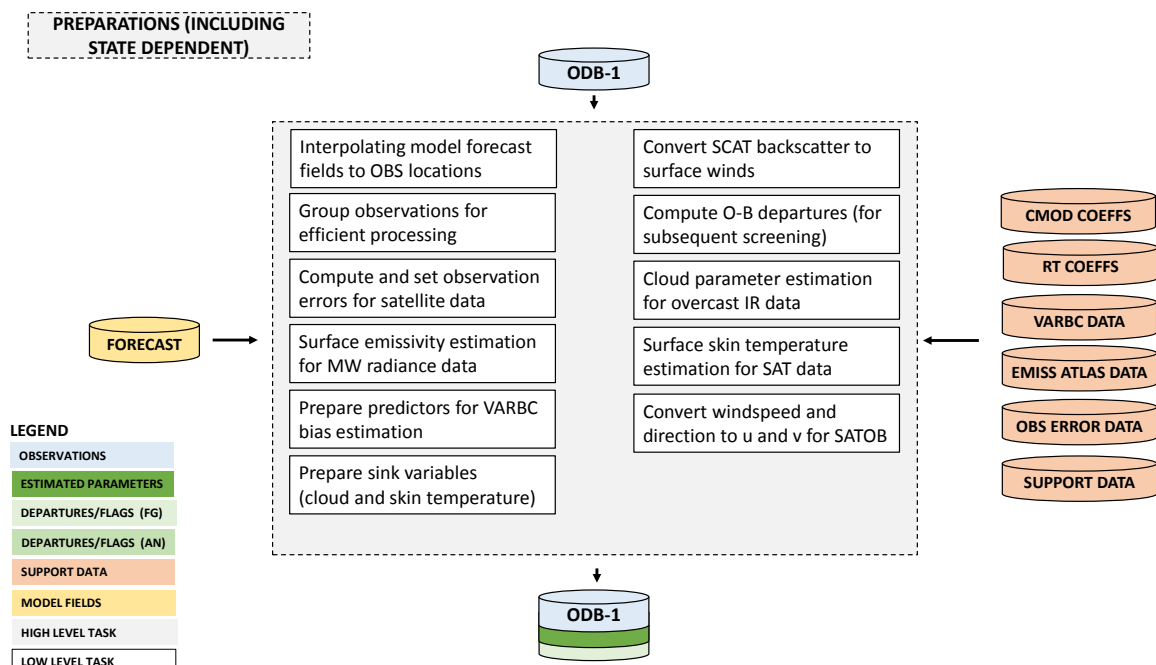 PREPARATIONS (INCLUDING
STATE DEPENDENT)
ODB-1
Interpolating model forecast
fields to OBS locations
Group observations for
efficient processing
Compute and set observation
errors for satellite data
Surface emissivity estimation
for MW radiance data
Prepare predictors for VARBC
bias estimation
Prepare sink variables
(cloud and skin temperature)
Convert SCAT backscatter to
surface winds
Compute O-B departures (for
subsequent screening)
Cloud parameter estimation
for overcast IR data
Surface skin temperature
estimation for SAT data
Convert windspeed and
direction to u and v for SATOB
FORECAST
CMOD COEFFS
RT COEFFS
VARBC DATA
EMISS ATLAS DATA
OBS ERROR DATA
SUPPORT DATA
LEGEND
OBSERVATIONS
ESTIMATED PARAMETERS
DEPARTURES/FLAGS (FG)
DEPARTURES/FLAGS (AN)
SUPPORT DATA
MODEL FIELDS
HIGH LEVEL TASK
LOW LEVEL TASK
ODB-1